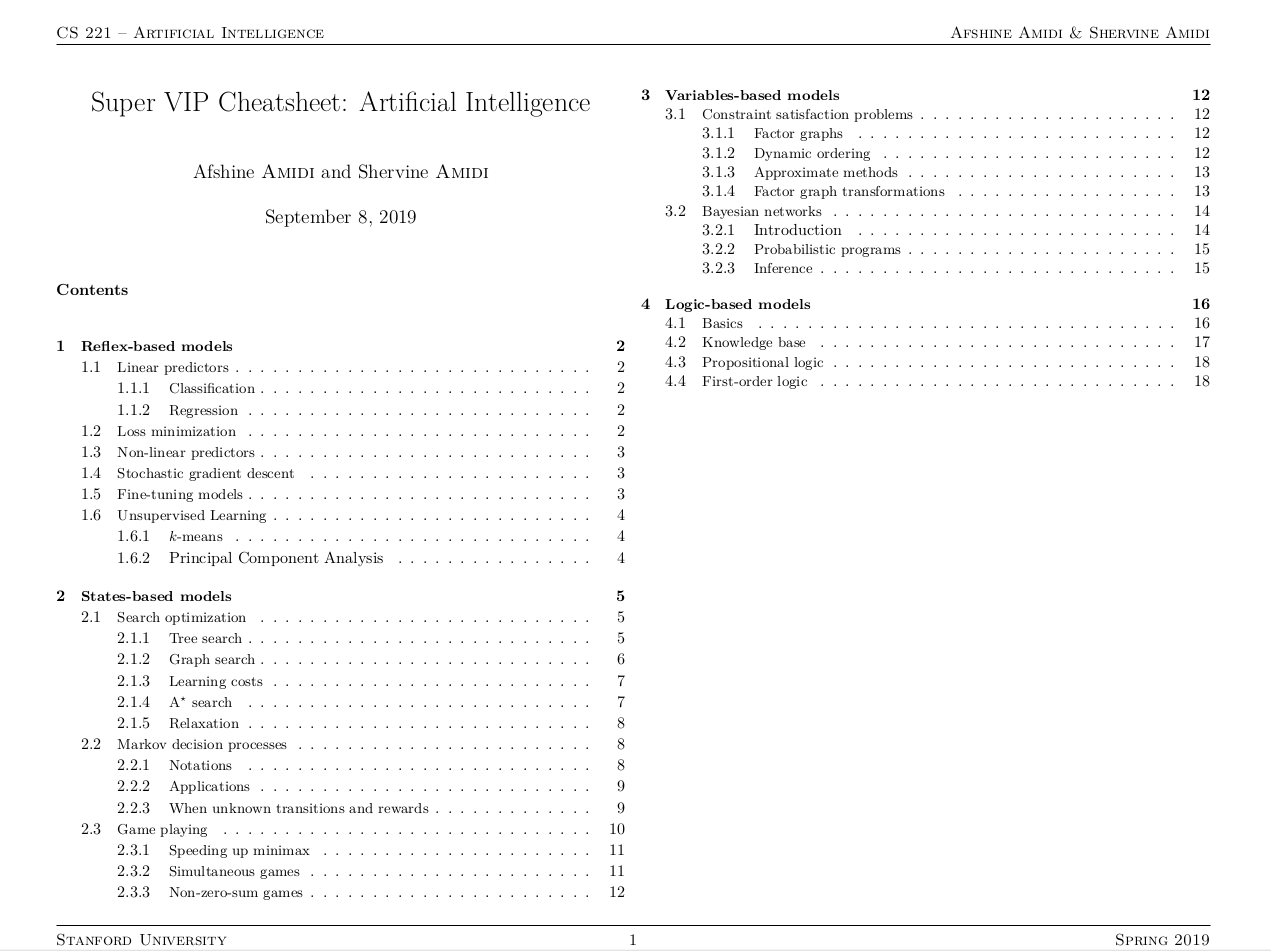 CS 221 – Artificial Intelligence
Afshine Amidi & Shervine Amidi
Super VIP Cheatsheet: Artificial Intelligence
Afshine Amidi and Shervine Amidi
September 8, 2019
Contents
1 Reflex-based models 2
1.1 Linear predictors . . . . . . . . . . . . . . . . . . . . . . . . . . . . . 2
1.1.1 Classification . . . . . . . . . . . . . . . . . . . . . . . . . . . 2
1.1.2 Regression . . . . . . . . . . . . . . . . . . . . . . . . . . . . 2
1.2 Loss minimization . . . . . . . . . . . . . . . . . . . . . . . . . . . . 2
1.3 Non-linear predictors . . . . . . . . . . . . . . . . . . . . . . . . . . . 3
1.4 Stochastic gradient descent . . . . . . . . . . . . . . . . . . . . . . . 3
1.5 Fine-tuning models . . . . . . . . . . . . . . . . . . . . . . . . . . . . 3
1.6 Unsupervised Learning . . . . . . . . . . . . . . . . . . . . . . . . . . 4
1.6.1 k-means . . . . . . . . . . . . . . . . . . . . . . . . . . . . . 4
1.6.2 Principal Component Analysis . . . . . . . . . . . . . . . . 4
2 States-based models 5
2.1 Search optimization . . . . . . . . . . . . . . . . . . . . . . . . . . . 5
2.1.1 Tree search . . . . . . . . . . . . . . . . . . . . . . . . . . . . 5
2.1.2 Graph search . . . . . . . . . . . . . . . . . . . . . . . . . . . 6
2.1.3 Learning costs . . . . . . . . . . . . . . . . . . . . . . . . . . 7
2.1.4 A⋆ search . . . . . . . . . . . . . . . . . . . . . . . . . . . . 7
2.1.5 Relaxation . . . . . . . . . . . . . . . . . . . . . . . . . . . . 8
2.2 Markov decision processes . . . . . . . . . . . . . . . . . . . . . . . . 8
2.2.1 Notations . . . . . . . . . . . . . . . . . . . . . . . . . . . . 8
2.2.2 Applications . . . . . . . . . . . . . . . . . . . . . . . . . . . 9
2.2.3 When unknown transitions and rewards . . . . . . . . . . . . . 9
2.3 Game playing . . . . . . . . . . . . . . . . . . . . . . . . . . . . . . 10
2.3.1 Speeding up minimax . . . . . . . . . . . . . . . . . . . . . . 11
2.3.2 Simultaneous games . . . . . . . . . . . . . . . . . . . . . . . 11
2.3.3 Non-zero-sum games . . . . . . . . . . . . . . . . . . . . . . . 12
3 Variables-based models 12
3.1 Constraint satisfaction problems . . . . . . . . . . . . . . . . . . . . . 12
3.1.1 Factor graphs . . . . . . . . . . . . . . . . . . . . . . . . . . 12
3.1.2 Dynamic ordering . . . . . . . . . . . . . . . . . . . . . . . . 12
3.1.3 Approximate methods . . . . . . . . . . . . . . . . . . . . . . 13
3.1.4 Factor graph transformations . . . . . . . . . . . . . . . . . . 13
3.2 Bayesian networks . . . . . . . . . . . . . . . . . . . . . . . . . . . . 14
3.2.1 Introduction . . . . . . . . . . . . . . . . . . . . . . . . . . 14
3.2.2 Probabilistic programs . . . . . . . . . . . . . . . . . . . . . . 15
3.2.3 Inference . . . . . . . . . . . . . . . . . . . . . . . . . . . . . 15
4 Logic-based models 16
4.1 Basics . . . . . . . . . . . . . . . . . . . . . . . . . . . . . . . . . . 16
4.2 Knowledge base . . . . . . . . . . . . . . . . . . . . . . . . . . . . . 17
4.3 Propositional logic . . . . . . . . . . . . . . . . . . . . . . . . . . . . 18
4.4 First-order logic . . . . . . . . . . . . . . . . . . . . . . . . . . . . . 18
Stanford University
1
Spring 2019